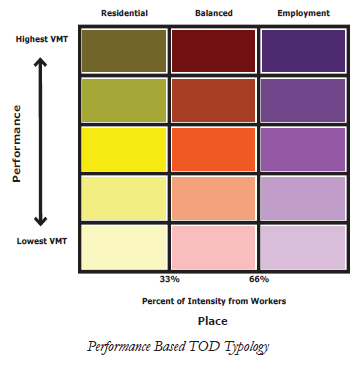 Residential Balanced Employment
Highest VMT
Performance
Lowest VMT
33% 66%
Percent of Intensity from Workers
Place
Performance Based TOD Typology